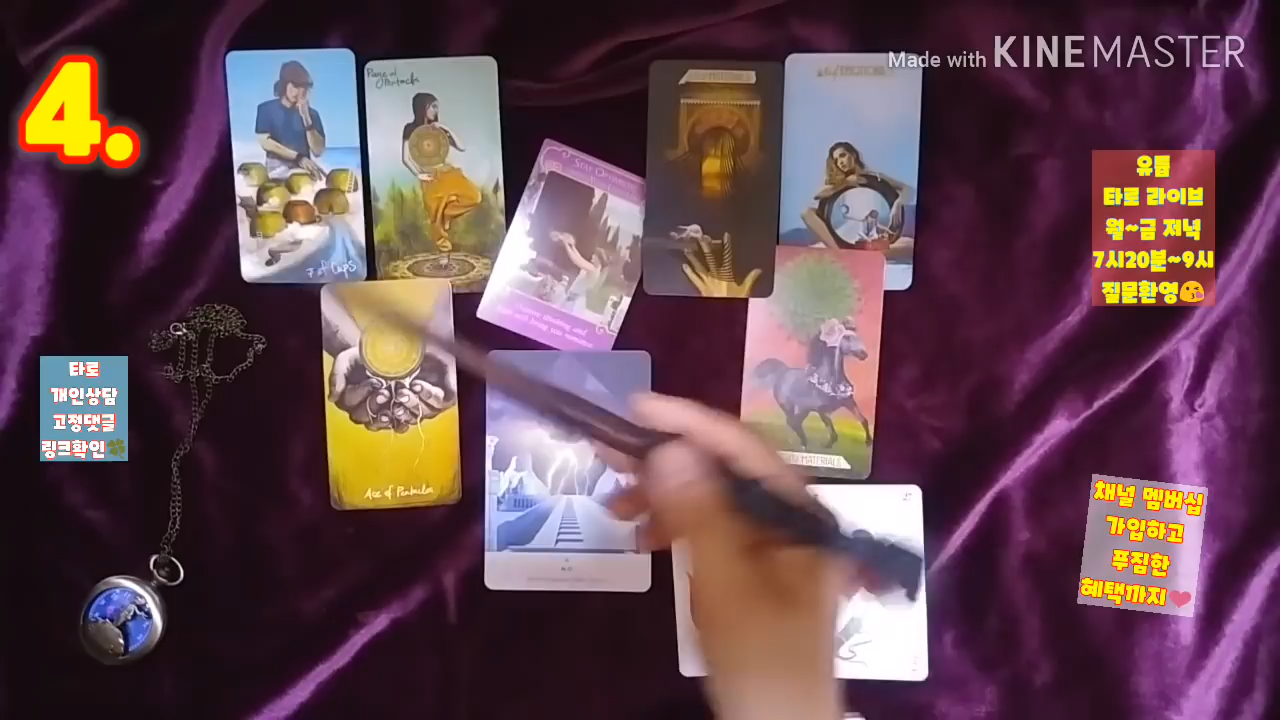 4.
Made with KINEMASTER
7 of Cups
Stay Optimistic
Ace of Pentacles
MATERIALS
유튭
타로 라이브
월~금 저녁
7시20분~9시
질문환영😘
타로
개인상담
고정댓글
링크확인🍀
채널 멤버십
가입하고
푸짐한
혜택까지❤